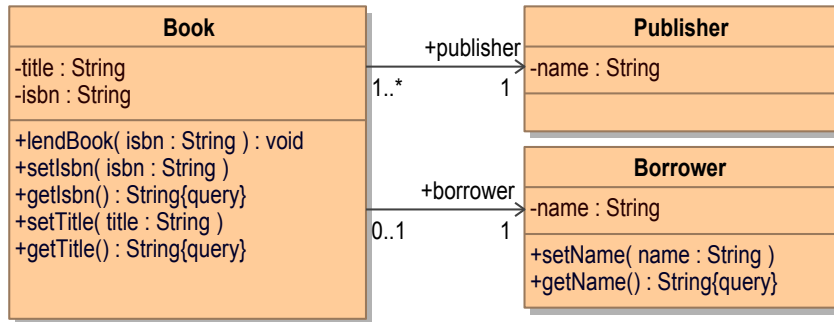 Book
-title : String
-isbn : String
+lendBook( isbn : String ) : void
+setIsbn( isbn : String )
+getIsbn() : String{query}
+setTitle( title : String )
+getTitle() : String{query}
+publisher
1..*
1
Publisher
-name : String
+borrower
0..1
1
Borrower
-name : String
+setName( name : String )
+getName() : String{query}